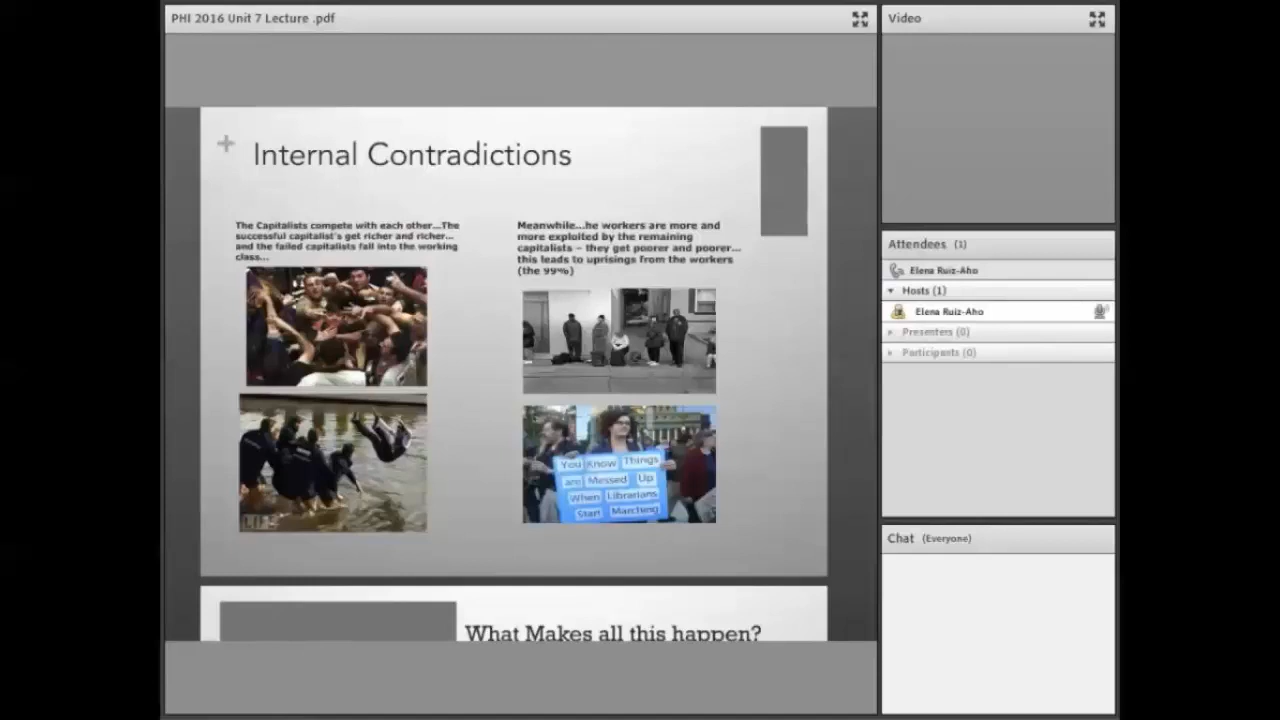 PHI 2016 Unit 7 Lecture .pdf
Video
+ Internal Contradictions
The Capitalists compete with each other...The
successful capitalist's get richer and richer...
and the failed capitalists fall into the working
class...
Meanwhile...he workers are more and
more exploited by the remaining
capitalists – they get poorer and poorer...
this leads to uprisings from the workers
(the 99%)
You Know Things
are Messed Up
When Librarians
Start Marching
LIFE
What Makes all this happen?
Attendees (1)
Elena Ruiz-Aho
Hosts (1)
Elena Ruiz-Aho
Presenters (0)
Participants (0)
Chat (Everyone)